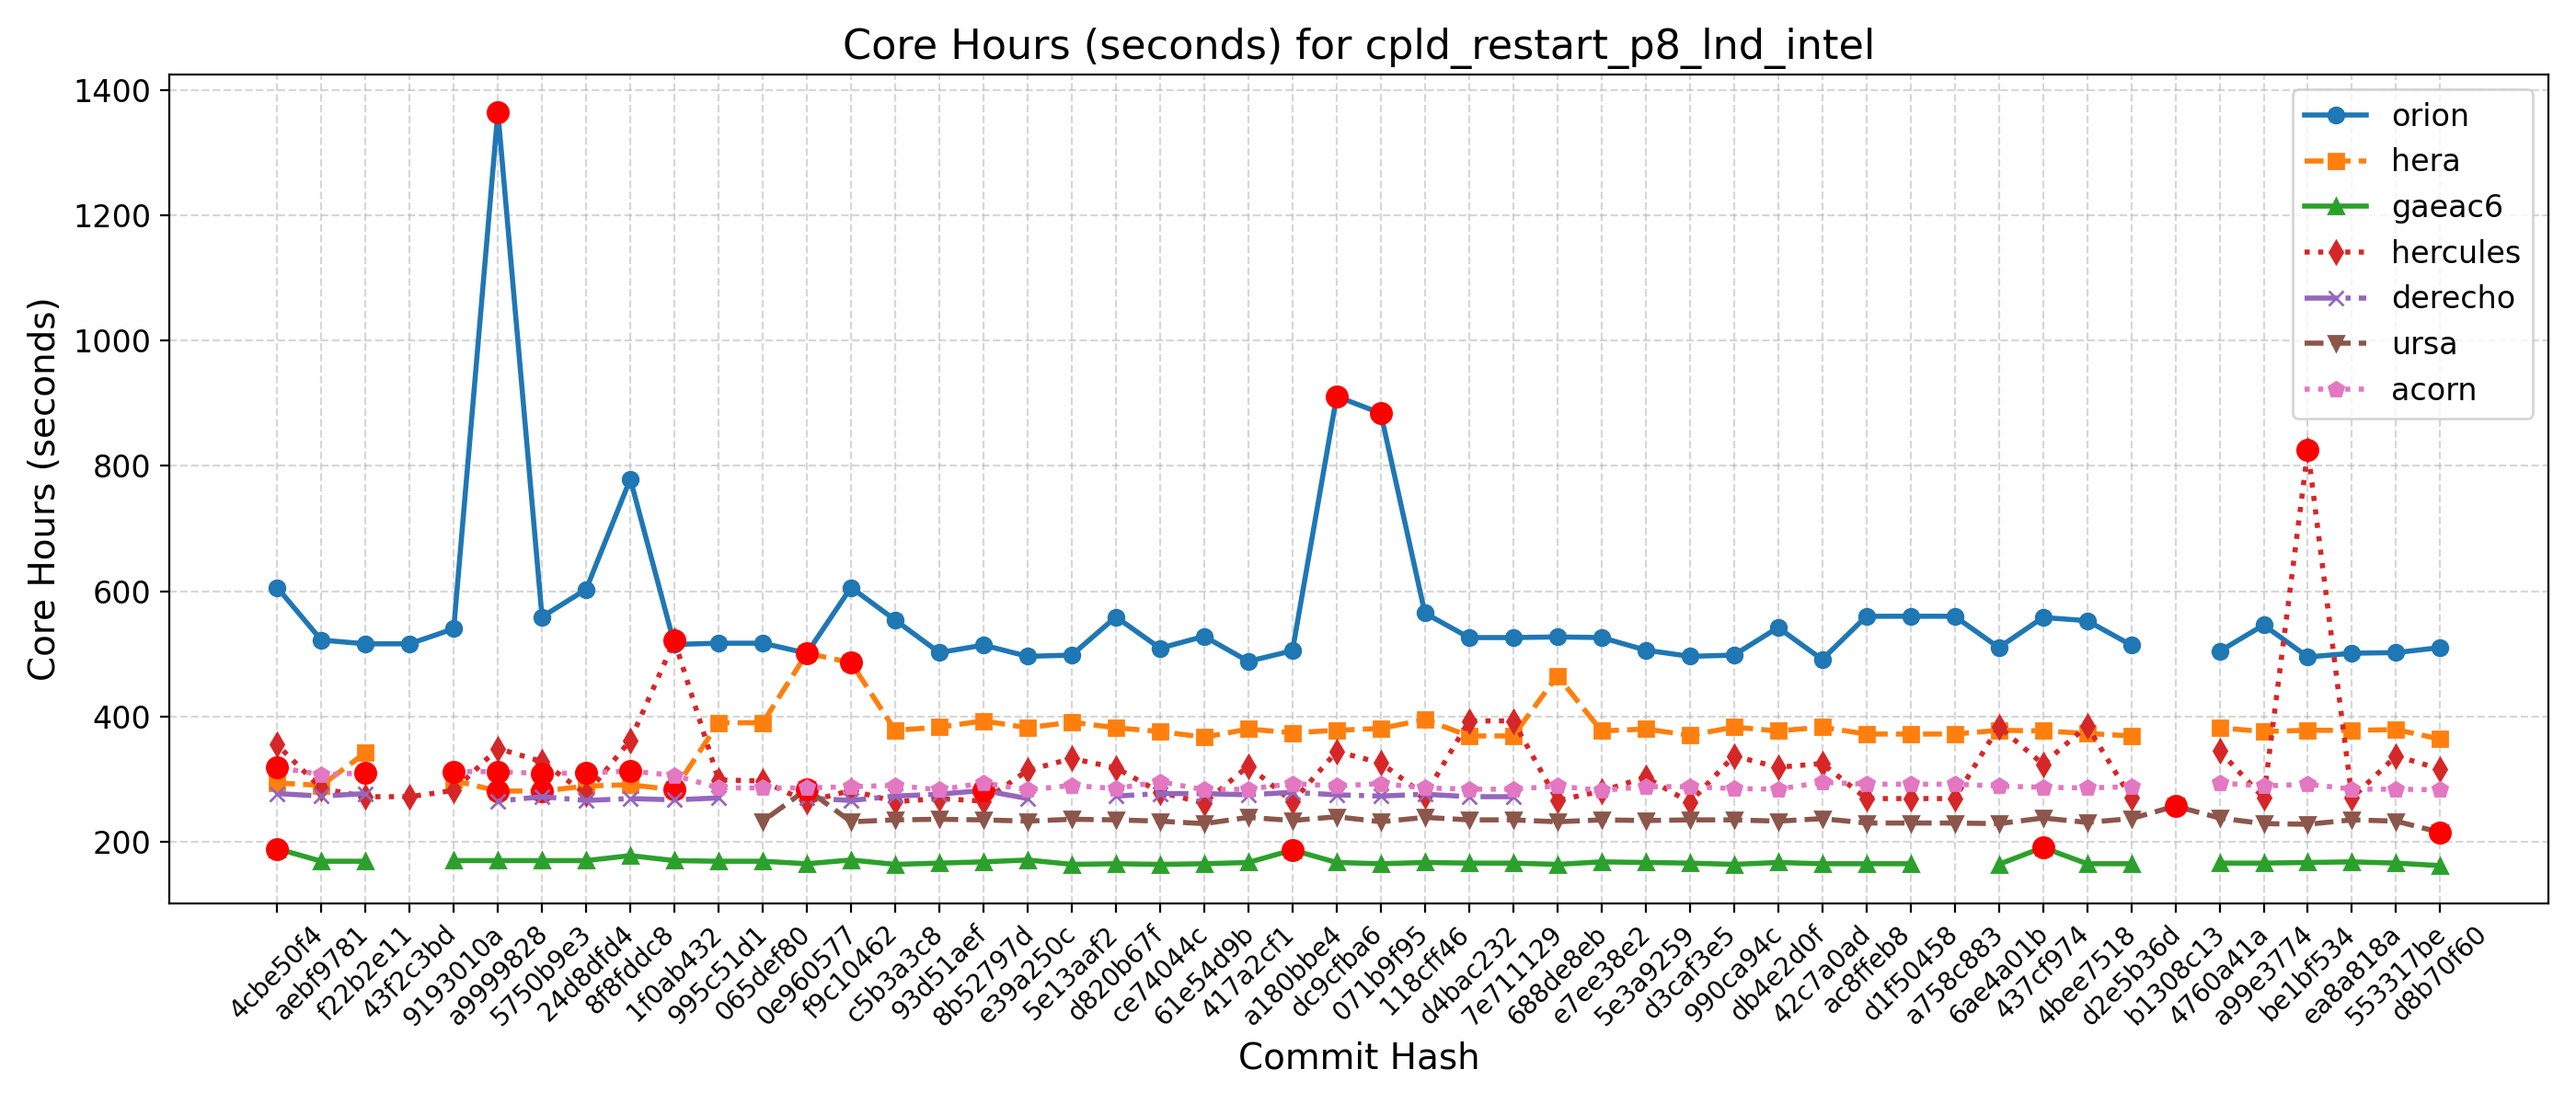 Core Hours (seconds) for cpld_restart_p8_lnd_intel
Core Hours (seconds)
1400
1200
1000
800
600
400
200
orion
hera
gaeac6
hercules
derecho
ursa
acorn
4cbe50f4
aebf9781
f22b2e11
43f2c3bd
9193010a
a9999828
5750b9e3
24d8dfd4
8f8fddc8
1f0ab432
995c51d1
065def80
0e960577
f9c10462
c5b3a3c8
93d51aef
8b52797d
e39a250c
5e13aaf2
d820b67f
ce74044c
61e54d9b
417a2cf1
a180bbe4
dc9cfba6
071b9f95
118cff46
d4bac232
7e711129
688de8eb
e7ee38e2
5e3a9259
d3caf3e5
990ca94c
db4e2d0f
42c7a0ad
ac8ffeb8
d1f50458
a758c883
6ae4a01b
437cf974
4bee7518
d2e5b36d
b1308c13
4760a41a
a99e3774
be1bf534
ea8a818a
553317be
d8b70f60
Commit Hash